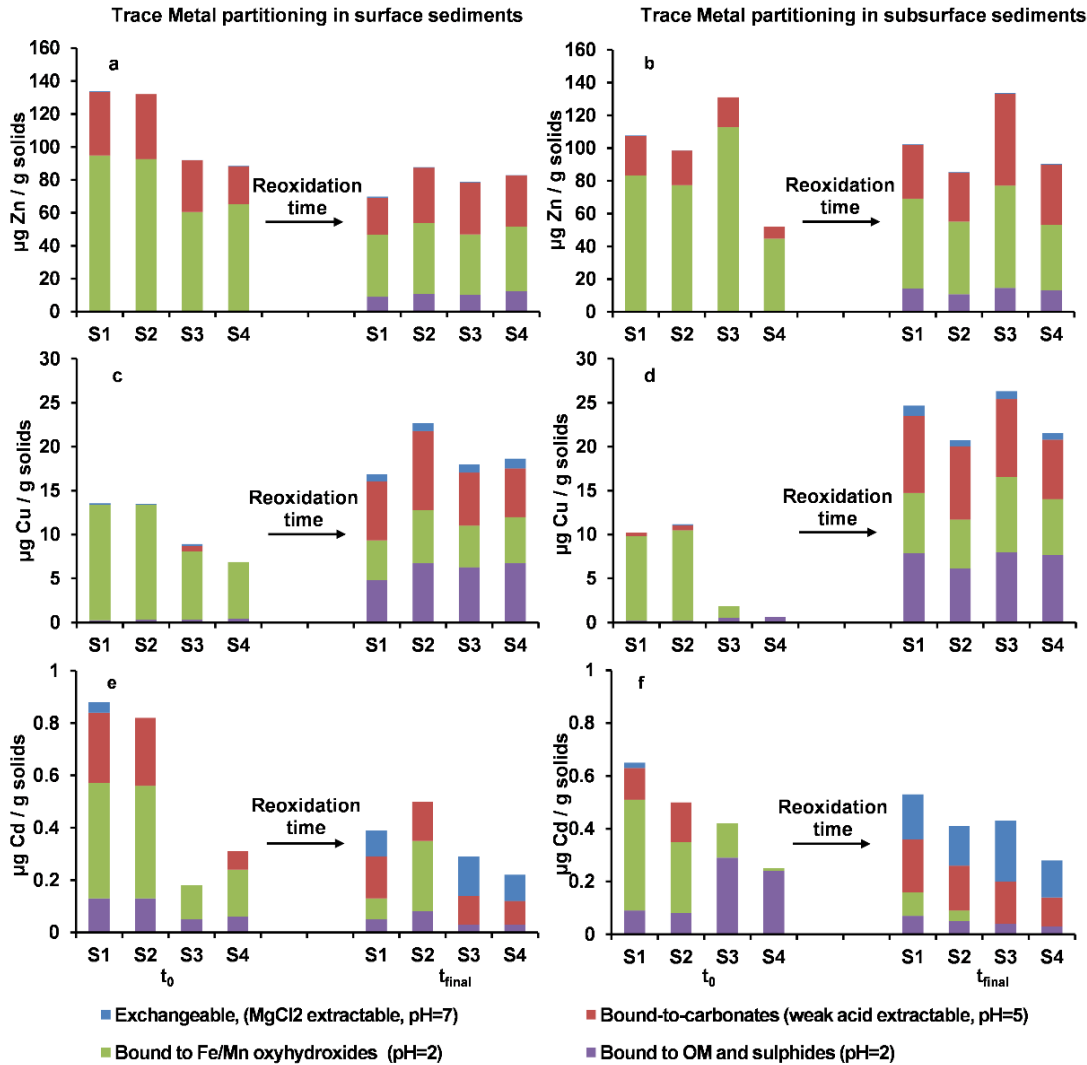 Trace Metal partitioning in surface sediments
Trace Metal partitioning in subsurface sediments
a
µg Zn / g solids
160
140
120
100
80
60
40
20
0
Reoxidation
time
S1 S2 S3 S4 S1 S2 S3 S4
b
µg Zn / g solids
160
140
120
100
80
60
40
20
0
Reoxidation
time
S1 S2 S3 S4 S1 S2 S3 S4
c
µg Cu / g solids
30
25
20
15
10
5
0
Reoxidation
time
S1 S2 S3 S4 S1 S2 S3 S4
d
µg Cu / g solids
30
25
20
15
10
5
0
Reoxidation
time
S1 S2 S3 S4 S1 S2 S3 S4
e
µg Cd / g solids
1
0.8
0.6
0.4
0.2
0
Reoxidation
time
S1 S2 S3 S4 S1 S2 S3 S4
t0 tfinal
f
µg Cd / g solids
1
0.8
0.6
0.4
0.2
0
Reoxidation
time
S1 S2 S3 S4 S1 S2 S3 S4
t0 tfinal
Exchangeable, (MgCl2 extractable, pH=7)
Bound-to-carbonates (weak acid extractable, pH=5)
Bound to Fe/Mn oxyhydroxides (pH=2)
Bound to OM and sulphides (pH=2)